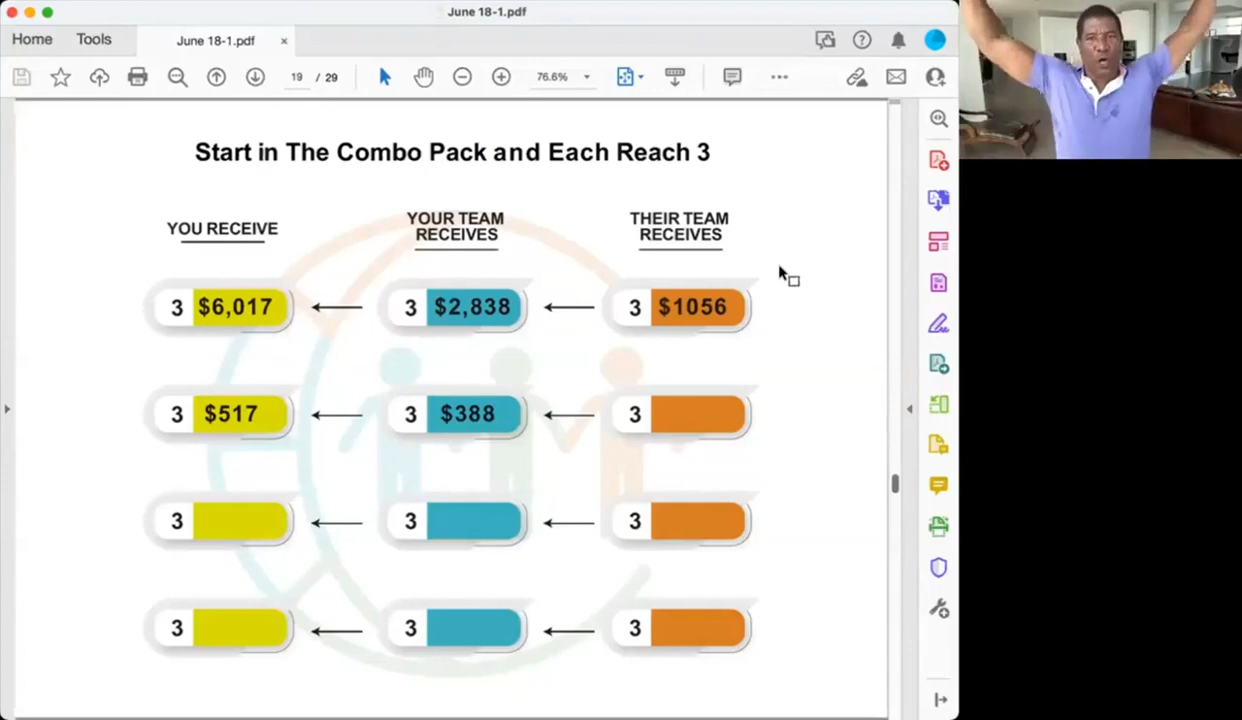 June 18-1.pdf
Home
Tools
June 18-1.pdf
19 / 29
76.6%
Start in The Combo Pack and Each Reach 3
YOU RECEIVE
YOUR TEAM
RECEIVES
THEIR TEAM
RECEIVES
3 $6,017
3 $2,838
3 $1056
3 $517
3 $388
3
3
3
3
3
3
3